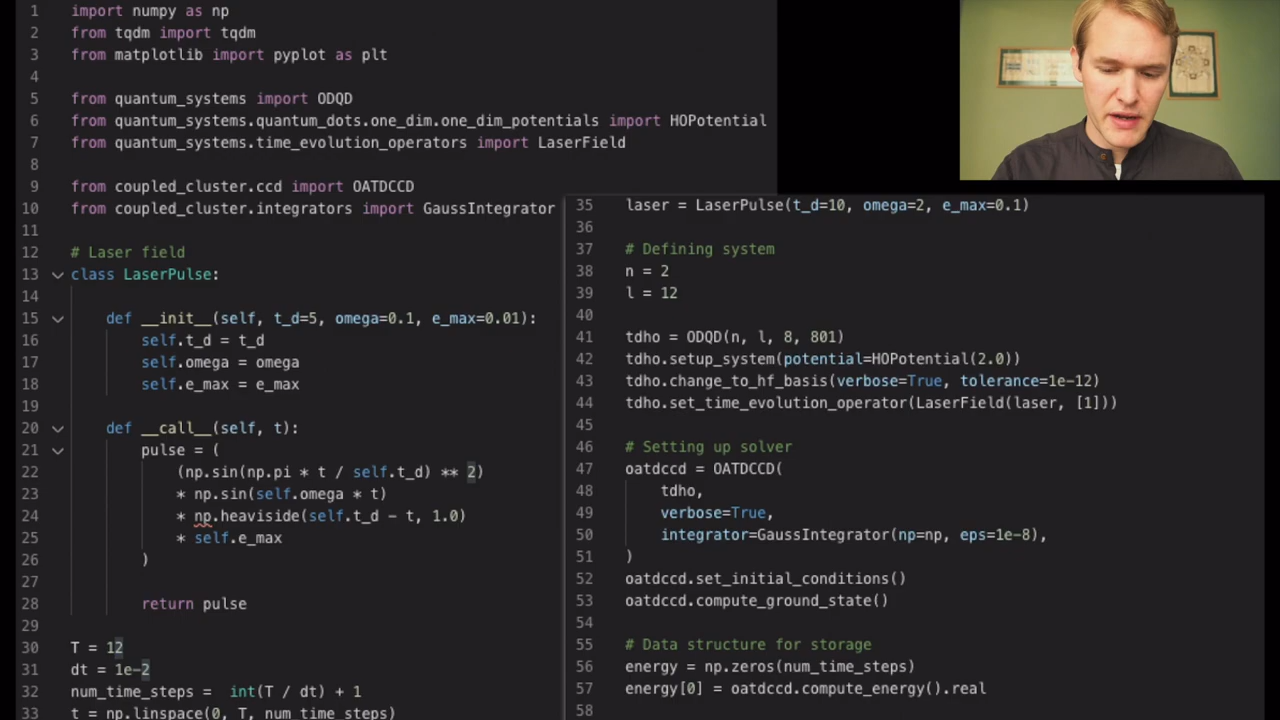 1 import numpy as np
2 from tqdm import tqdm
3 from matplotlib import pyplot as plt
4
5 from quantum_systems import ODQD
6 from quantum_systems.quantum_dots.one_dim.one_dim_potentials import HOPotential
7 from quantum_systems.time_evolution_operators import LaserField
8
9 from coupled_cluster.ccd import OATDCCD
10 from coupled_cluster.integrators import GaussIntegrator
11
12 # Laser field
13 class LaserPulse:
14
15     def __init__(self, t_d=5, omega=0.1, e_max=0.01):
16         self.t_d = t_d
17         self.omega = omega
18         self.e_max = e_max
19
20     def __call__(self, t):
21         pulse = (
22             (np.sin(np.pi * t / self.t_d) ** 2)
23             * np.sin(self.omega * t)
24             * np.heaviside(self.t_d - t, 1.0)
25             * self.e_max
26         )
27
28         return pulse
29
30 T = 12
31 dt = 1e-2
32 num_time_steps =  int(T / dt) + 1
33 t = np.linspace(0, T, num_time_steps)
35 laser = LaserPulse(t_d=10, omega=2, e_max=0.1)
36
37 # Defining system
38 n = 2
39 l = 12
40
41 tdho = ODQD(n, l, 8, 801)
42 tdho.setup_system(potential=HOPotential(2.0))
43 tdho.change_to_hf_basis(verbose=True, tolerance=1e-12)
44 tdho.set_time_evolution_operator(LaserField(laser, [1]))
45
46 # Setting up solver
47 oatdccd = OATDCCD(
48     tdho,
49     verbose=True,
50     integrator=GaussIntegrator(np=np, eps=1e-8),
51 )
52 oatdccd.set_initial_conditions()
53 oatdccd.compute_ground_state()
54
55 # Data structure for storage
56 energy = np.zeros(num_time_steps)
57 energy[0] = oatdccd.compute_energy().real
58